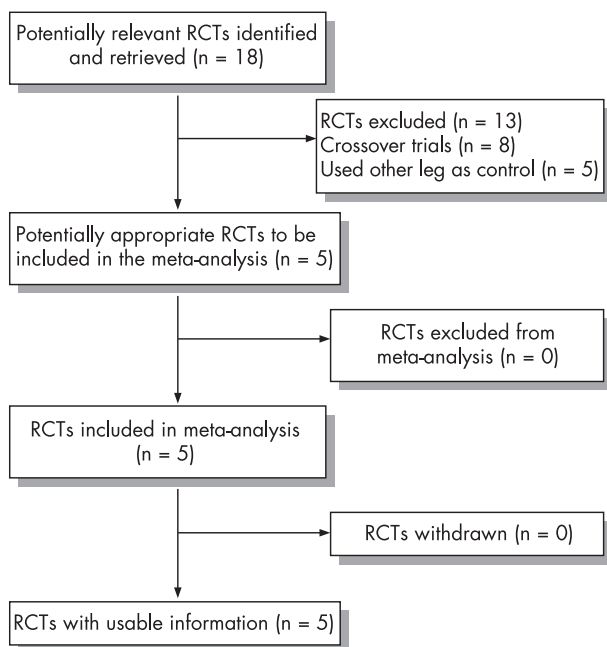 Potentially relevant RCTs identified
and retrieved (n = 18)
RCTs excluded (n = 13)
Crossover trials (n = 8)
Used other leg as control (n = 5)
Potentially appropriate RCTs to be
included in the meta-analysis (n = 5)
RCTs excluded from
meta-analysis (n = 0)
RCTs included in meta-analysis
(n = 5)
RCTs withdrawn (n = 0)
RCTs with usable information (n = 5)